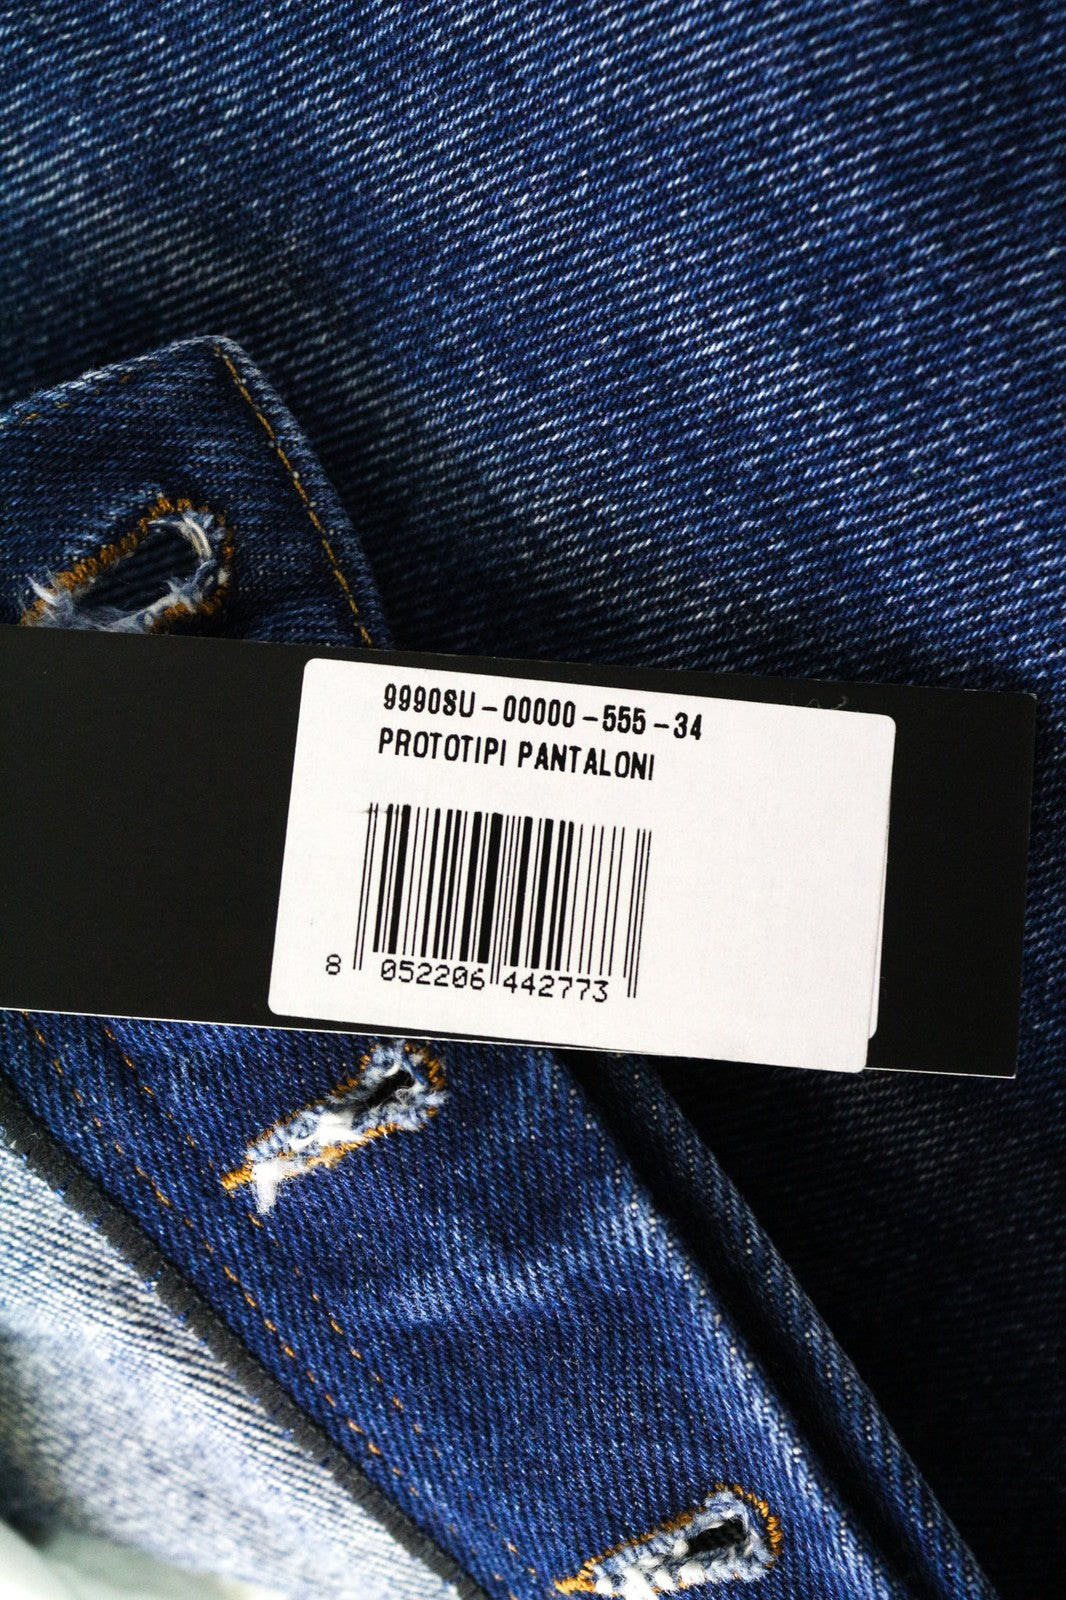 9990SU-00000-555-34
PROTOTIPI PANTALONI
8 052206 442773